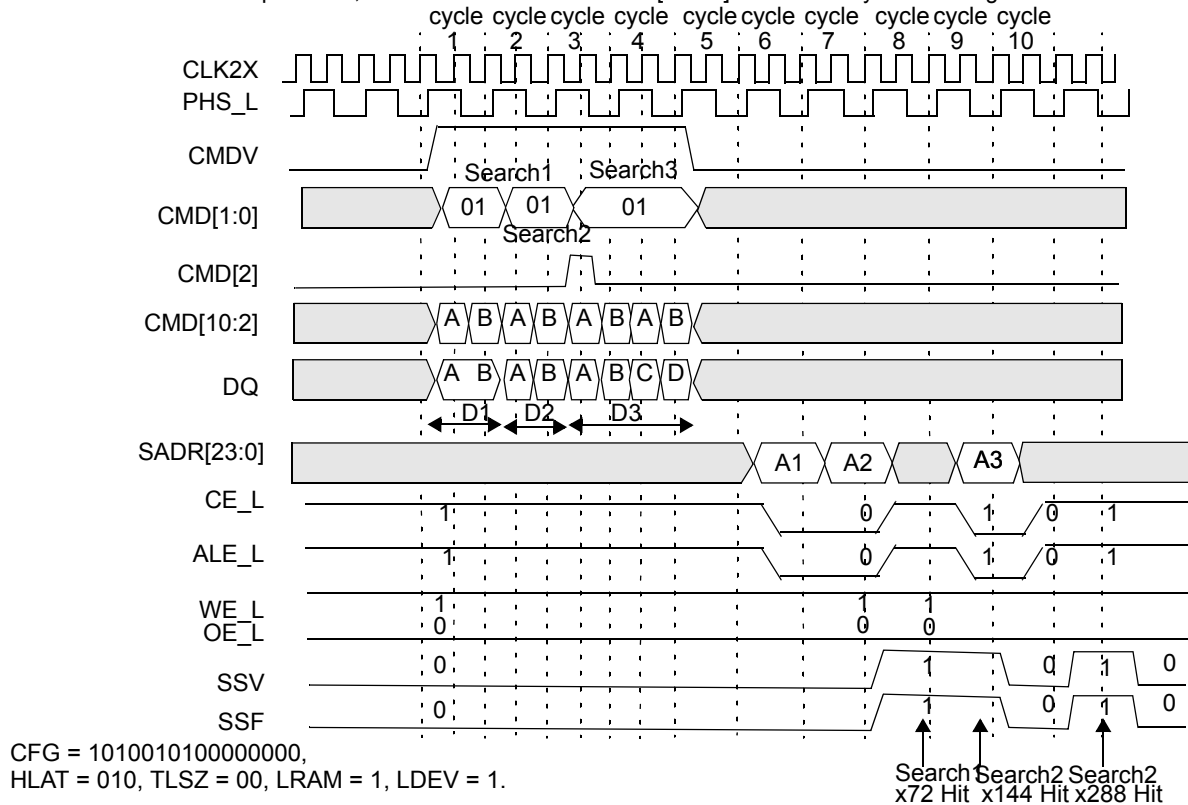 cycle cycle cycle cycle cycle cycle cycle cycle cycle cycle
1 2 3 4 5 6 7 8 9 10
CLK2X
PHS_L
CMDV
Search1 Search3
CMD[1:0] 01 01 01
Search2
CMD[2]
CMD[10:2] A B A B A B A B
DQ A B A B A B C D
D1 D2 D3
SADR[23:0] A1 A2 A3
CE_L 1 0 1 0 1
ALE_L 1 0 1 0 1
WE_L 1 1 1
OE_L 0 0 0
SSV 0 1 0 1 0
SSF 0 1 0 1 0
CFG = 1010010100000000,
HLAT = 010, TLSZ = 00, LRAM = 1, LDEV = 1.
Search1 Search2 Search2
x72 Hit x144 Hit x288 Hit